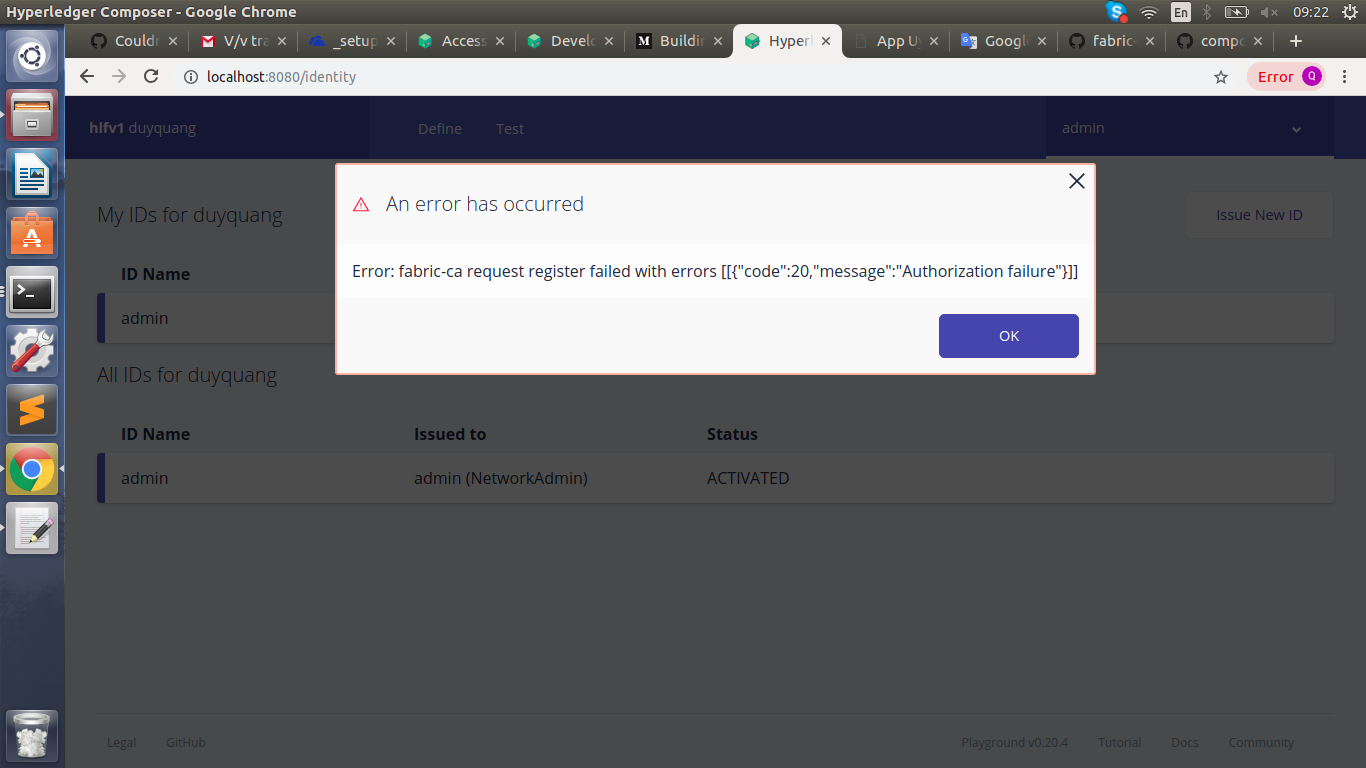 Hyperledger Composer - Google Chrome
En
09:22
Could
V/v tra
_setup
Access
Devel
M Buildi
Hyperl
App U
Google
fabric-
compo
localhost:8080/identity
Error Q
hlfv1 duyquang
Define
Test
admin
An error has occurred
My IDs for duyquang
Issue New ID
Error: fabric-ca request register failed with errors [[{"code":20,"message":"Authorization failure"}]]
ID Name
admin
OK
All IDs for duyquang
ID Name Issued to Status
admin admin (NetworkAdmin) ACTIVATED
Legal GitHub Playground v0.20.4 Tutorial Docs Community